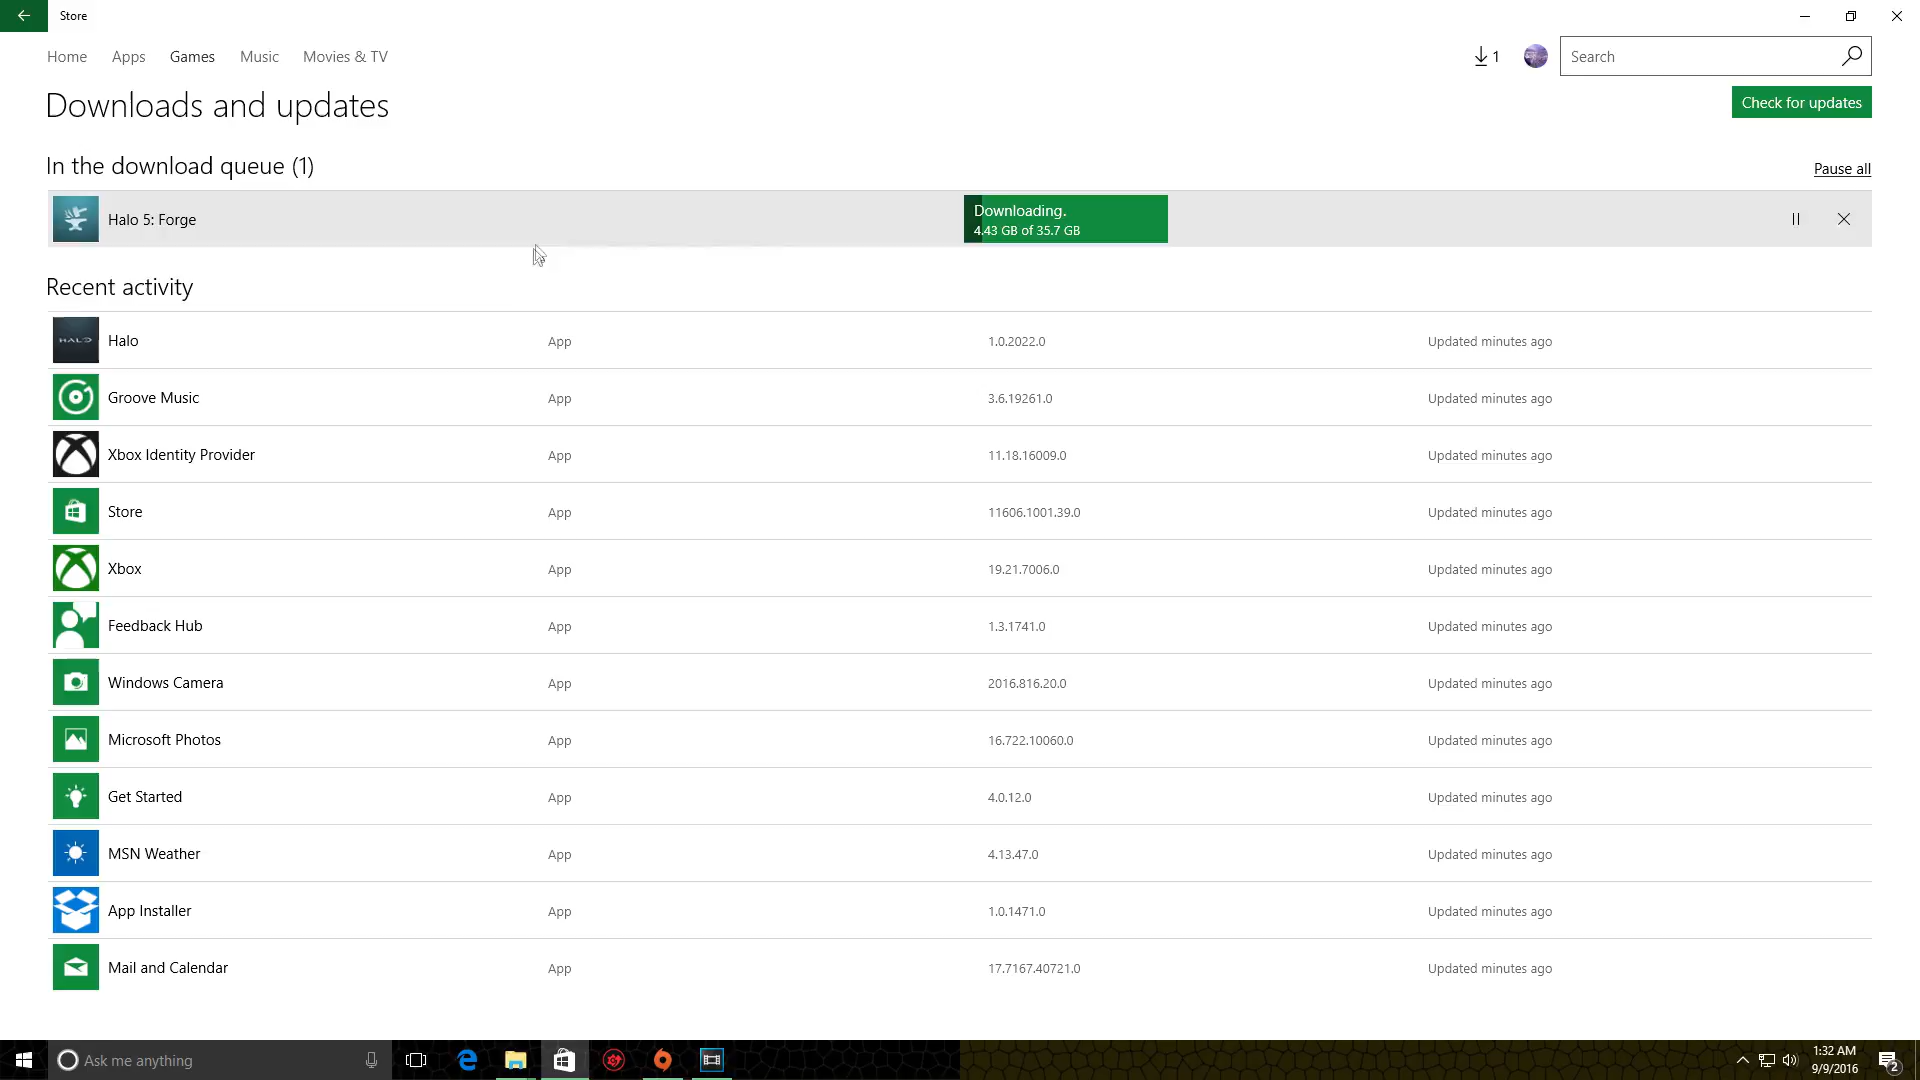 Store
Home Apps Games Music Movies & TV
1
Search
Downloads and updates
Check for updates
In the download queue (1)
Pause all
Halo 5: Forge
Downloading.
4.43 GB of 35.7 GB
Recent activity
HALO
Halo App 1.0.2022.0 Updated minutes ago
Groove Music App 3.6.19261.0 Updated minutes ago
Xbox Identity Provider App 11.18.16009.0 Updated minutes ago
Store App 11606.1001.39.0 Updated minutes ago
Xbox App 19.21.7006.0 Updated minutes ago
Feedback Hub App 1.3.1741.0 Updated minutes ago
Windows Camera App 2016.816.20.0 Updated minutes ago
Microsoft Photos App 16.722.10060.0 Updated minutes ago
Get Started App 4.0.12.0 Updated minutes ago
MSN Weather App 4.13.47.0 Updated minutes ago
App Installer App 1.0.1471.0 Updated minutes ago
Mail and Calendar App 17.7167.40721.0 Updated minutes ago
Ask me anything
1:32 AM
9/9/2016
2